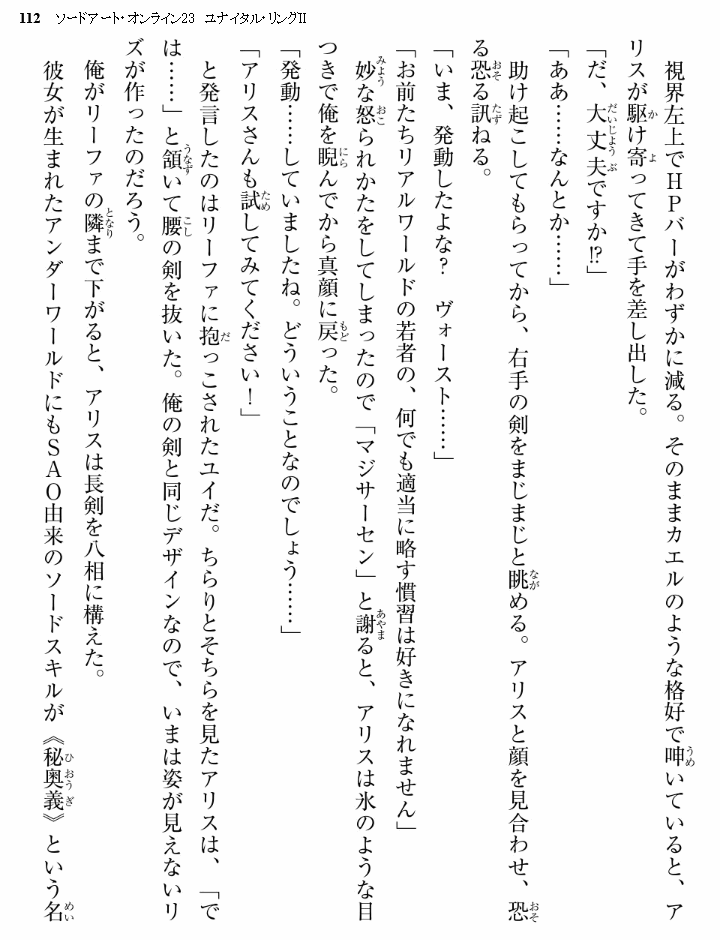 112 ソードアート・オンライン23 ユナイタル・リングⅡ
　視界左上でHPバーがわずかに減る。そのままカエルのような格好で呻いていると、ア
リスが駆け寄ってきて手を差し出した。
「だ、大丈夫ですか!?」
「ああ……なんとか……」
　助け起こしてもらってから、右手の剣をまじまじと眺める。アリスと顔を見合わせ、恐
る恐る訊ねる。
「いま、発動したよな？　ヴォースト……」
「お前たちリアルワールドの若者の、何でも適当に略す慣習は好きになれません」
　妙な怒られかたをしてしまったので「マジサーセン」と謝ると、アリスは氷のような目
つきで俺を睨んでから真顔に戻った。
「発動……していましたね。どういうことなのでしょう……」
「アリスさんも試してみてください！」
　と発言したのはリーファに抱っこされたユイだ。ちらりとそちらを見たアリスは、「で
は……」と頷いて腰の剣を抜いた。俺の剣と同じデザインなので、いまは姿が見えないリ
ズが作ったのだろう。
　俺がリーファの隣まで下がると、アリスは長剣を八相に構えた。
　彼女が生まれたアンダーワールドにもSAO由来のソードスキルが《秘奥義》という名